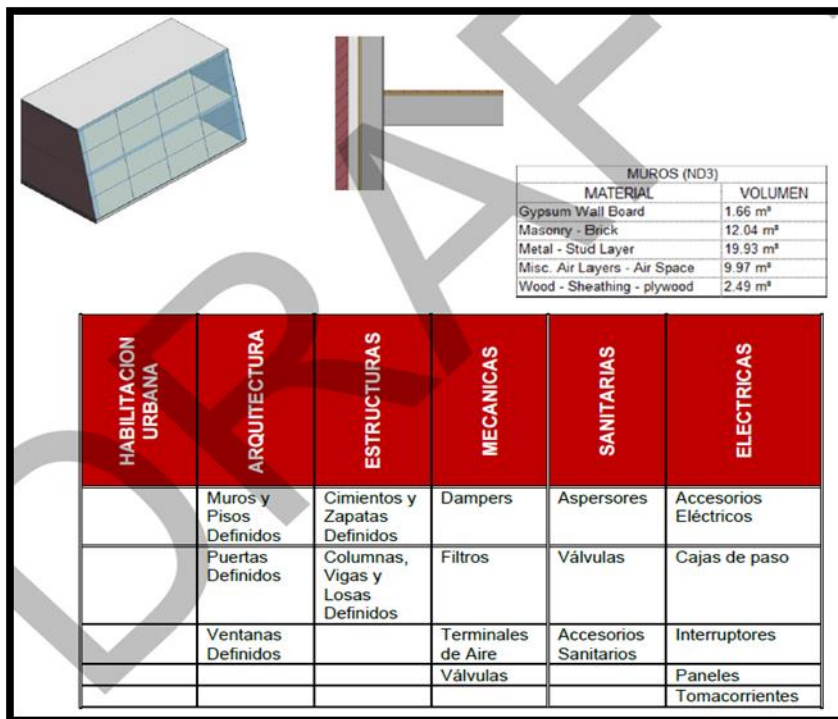 MUROS (ND3)
MATERIAL VOLUMEN
Gypsum Wall Board 1.66 m³
Masonry - Brick 12.04 m³
Metal - Stud Layer 19.93 m³
Misc. Air Layers - Air Space 9.97 m³
Wood - Sheathing - plywood 2.49 m³
HABILITACION
URBANA
ARQUITECTURA
ESTRUCTURAS
MECANICAS
SANITARIAS
ELECTRICAS
Muros y
Pisos
Definidos
Cimientos y
Zapatas
Definidos
Dampers
Aspersores
Accesorios
Eléctricos
Puertas
Definidos
Columnas,
Vigas y
Losas
Definidos
Filtros
Válvulas
Cajas de paso
Ventanas
Definidos
Terminales
de Aire
Accesorios
Sanitarios
Interruptores
Válvulas
Paneles
Tomacorrientes
DRAF